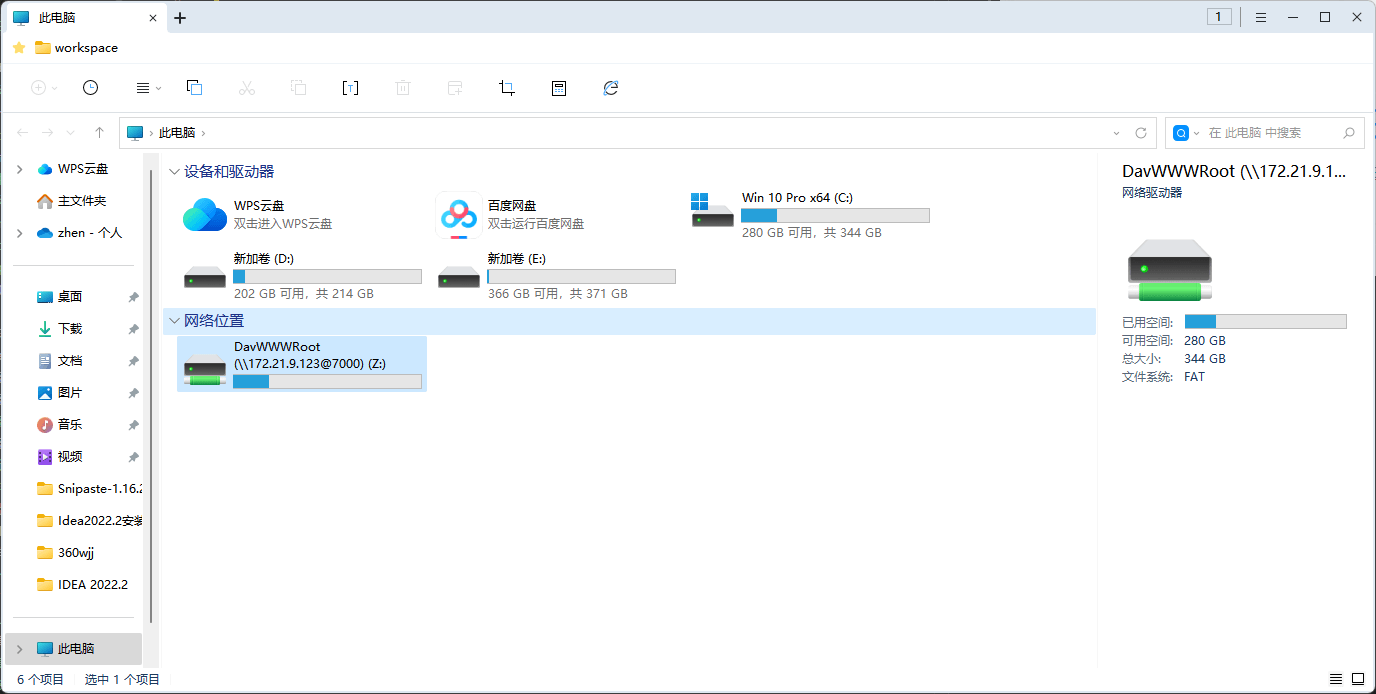 此电脑
1
workspace
此电脑
在 此电脑 中搜索
WPS云盘
主文件夹
zhen - 个人
桌面
下载
文档
图片
音乐
视频
Snipaste-1.16.2
Idea2022.2安装
360wjj
IDEA 2022.2
此电脑
设备和驱动器
WPS云盘
双击进入WPS云盘
百度网盘
双击运行百度网盘
Win 10 Pro x64 (C:)
280 GB 可用，共 344 GB
新加卷 (D:)
202 GB 可用，共 214 GB
新加卷 (E:)
366 GB 可用，共 371 GB
网络位置
DavWWWRoot
(\\172.21.9.123@7000) (Z:)
DavWWWRoot (\\172.21.9.1...
网络驱动器
已用空间:
可用空间: 280 GB
总大小: 344 GB
文件系统: FAT
6 个项目 选中 1 个项目